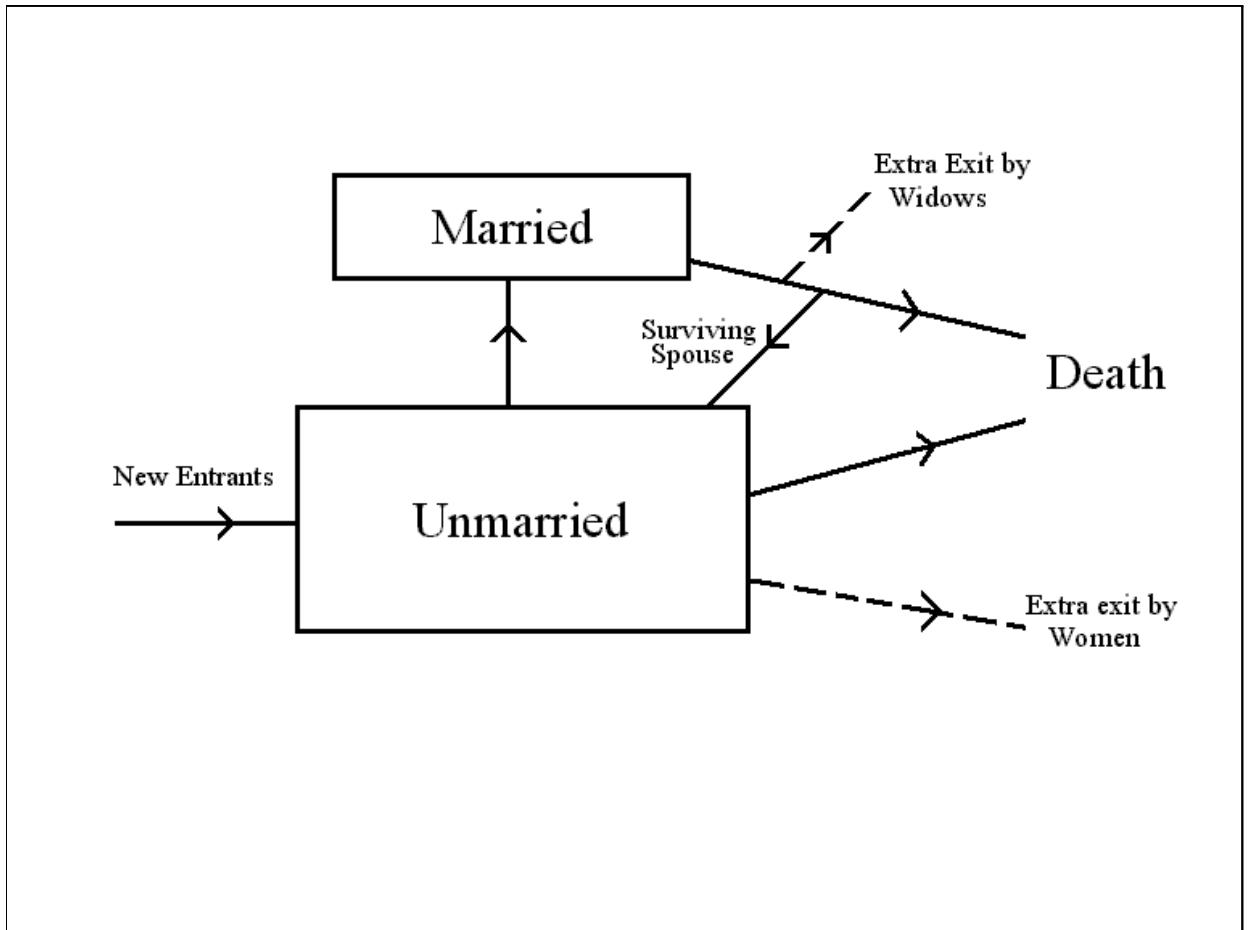 Extra Exit by
Widows
Married
Surviving
Spouse
Death
New Entrants
Unmarried
Extra exit by
Women